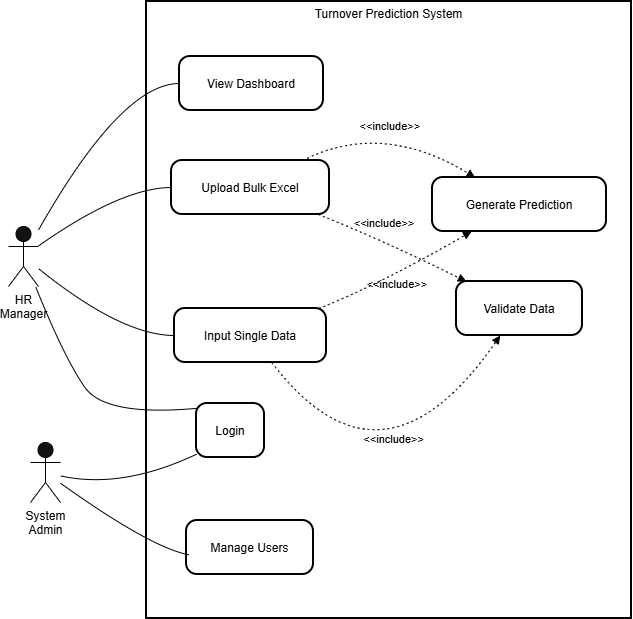 Turnover Prediction System
View Dashboard
<<include>>
Upload Bulk Excel
Generate Prediction
<<include>>
HR
Manager
<<include>>
Validate Data
Input Single Data
Login
<<include>>
System
Admin
Manage Users